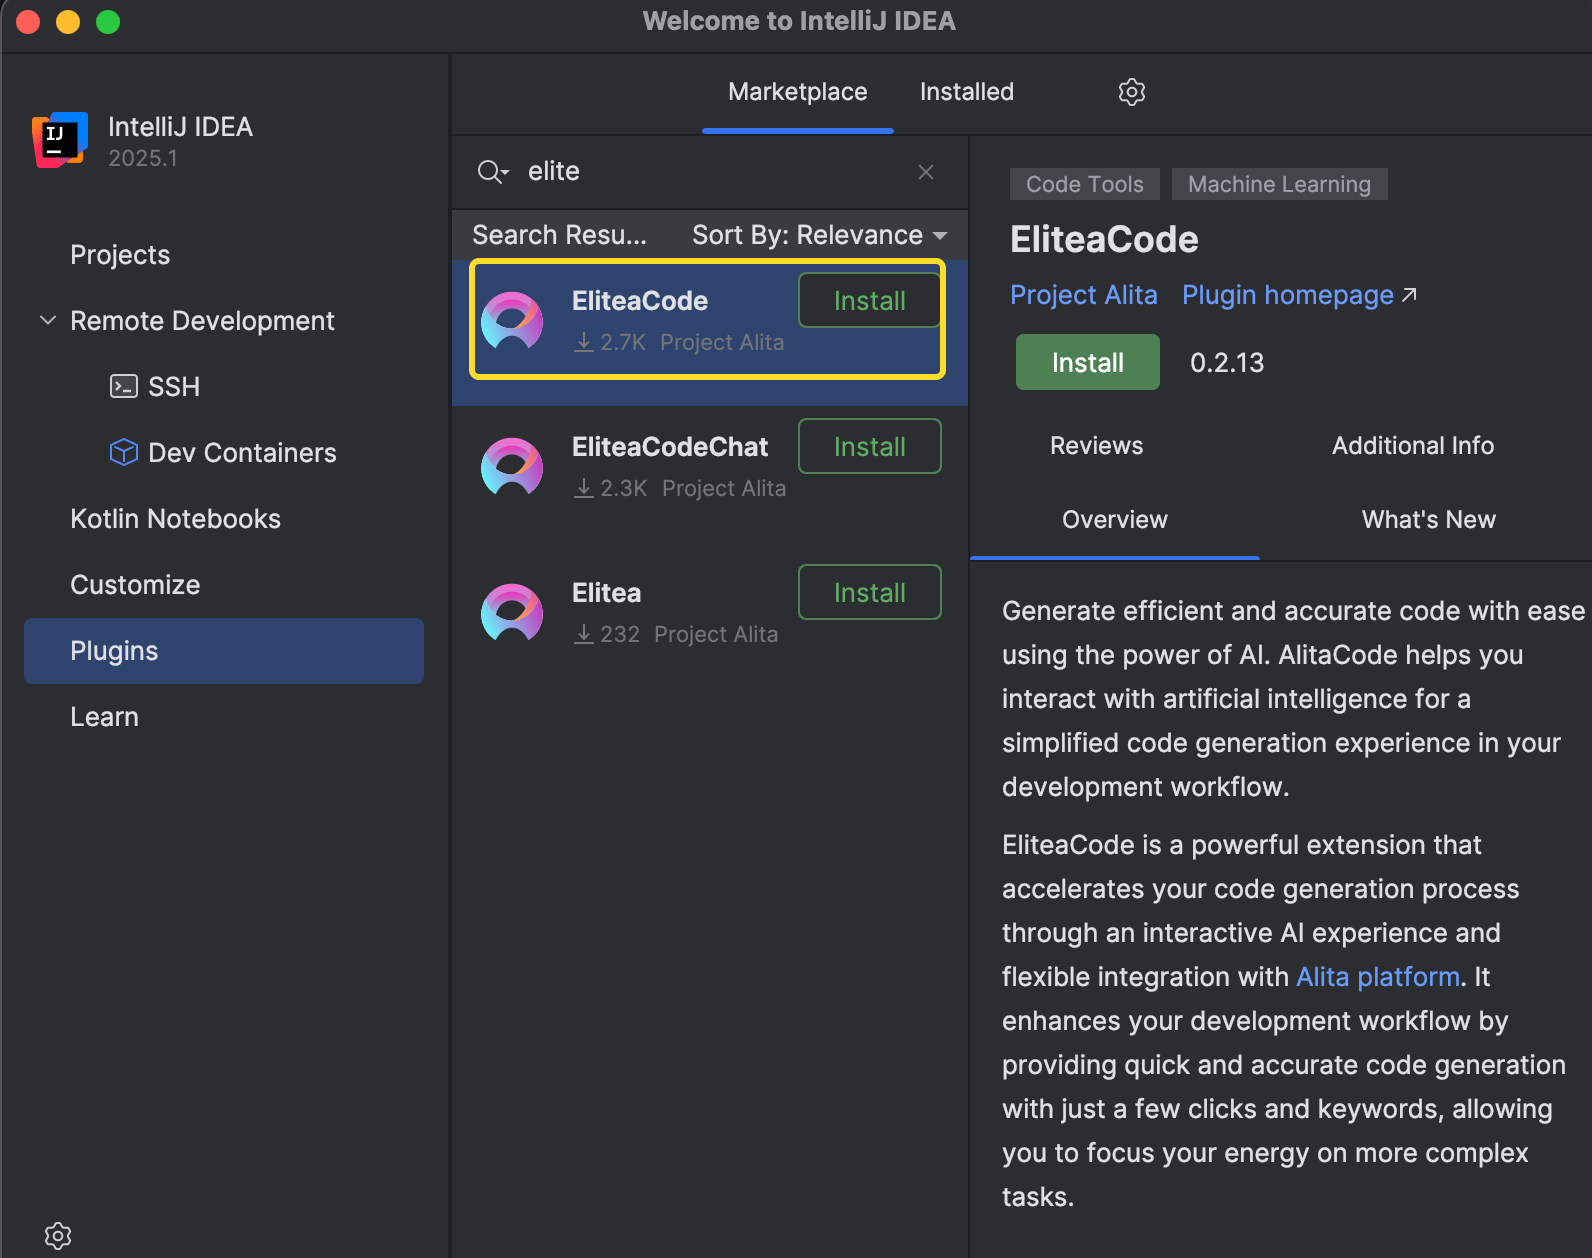 Welcome to IntelliJ IDEA
IJ
IntelliJ IDEA
2025.1
Projects
Remote Development
SSH
Dev Containers
Kotlin Notebooks
Customize
Plugins
Learn
Marketplace
Installed
elite
Search Resu...
Sort By: Relevance
EliteaCode
Install
2.7K Project Alita
EliteaCodeChat
Install
2.3K Project Alita
Elitea
Install
232 Project Alita
Code Tools
Machine Learning
EliteaCode
Project Alita
Plugin homepage ↗
Install
0.2.13
Reviews
Additional Info
Overview
What's New
Generate efficient and accurate code with ease
using the power of AI. AlitaCode helps you
interact with artificial intelligence for a
simplified code generation experience in your
development workflow.
EliteaCode is a powerful extension that
accelerates your code generation process
through an interactive AI experience and
flexible integration with Alita platform. It
enhances your development workflow by
providing quick and accurate code generation
with just a few clicks and keywords, allowing
you to focus your energy on more complex
tasks.